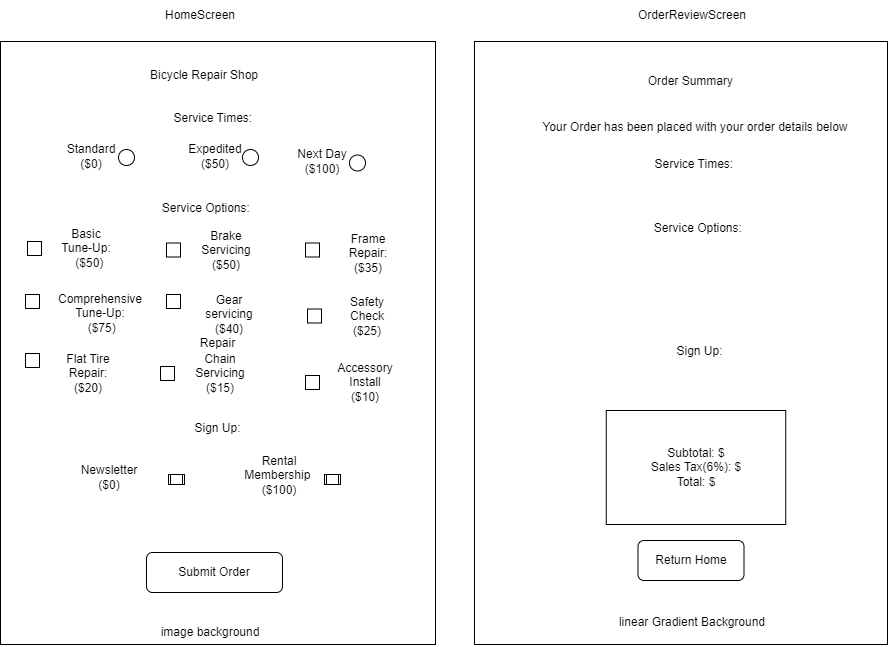 HomeScreen
Bicycle Repair Shop
Service Times:
Standard
($0)
Expedited
($50)
Next Day
($100)
Service Options:
Basic
Tune-Up:
($50)
Brake
Servicing
($50)
Frame
Repair:
($35)
Comprehensive
Tune-Up:
($75)
Gear
servicing
($40)
Safety
Check
($25)
Flat Tire
Repair:
($20)
Repair
Chain
Servicing
($15)
Accessory
Install
($10)
Sign Up:
Newsletter
($0)
Rental
Membership
($100)
Submit Order
image background
OrderReviewScreen
Order Summary
Your Order has been placed with your order details below
Service Times:
Service Options:
Sign Up:
Subtotal: $
Sales Tax(6%): $
Total: $
Return Home
linear Gradient Background